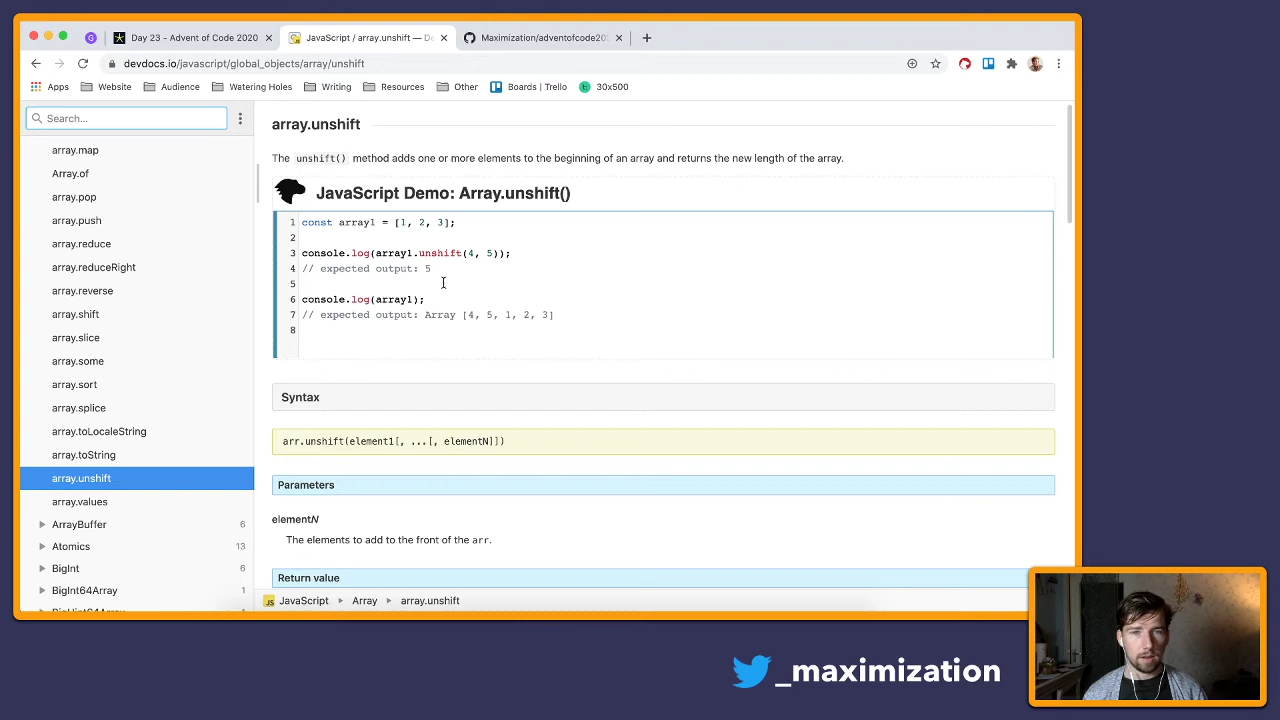 Day 23 - Advent of Code 2020
JavaScript / array.unshift — De
Maximization/adventofcode202
devdocs.io/javascript/global_objects/array/unshift
Apps
Website
Audience
Watering Holes
Writing
Resources
Other
Boards | Trello
30x500
Search...
array.map
Array.of
array.pop
array.push
array.reduce
array.reduceRight
array.reverse
array.shift
array.slice
array.some
array.sort
array.splice
array.toLocaleString
array.toString
array.unshift
array.values
ArrayBuffer 6
Atomics 13
BigInt 6
BigInt64Array 1
array.unshift
The unshift() method adds one or more elements to the beginning of an array and returns the new length of the array.
JavaScript Demo: Array.unshift()
1 const array1 = [1, 2, 3];
2
3 console.log(array1.unshift(4, 5));
4 // expected output: 5
5
6 console.log(array1);
7 // expected output: Array [4, 5, 1, 2, 3]
8
Syntax
arr.unshift(element1[, ...[, elementN]])
Parameters
elementN
The elements to add to the front of the arr.
Return value
JS JavaScript
Array
array.unshift
_maximization